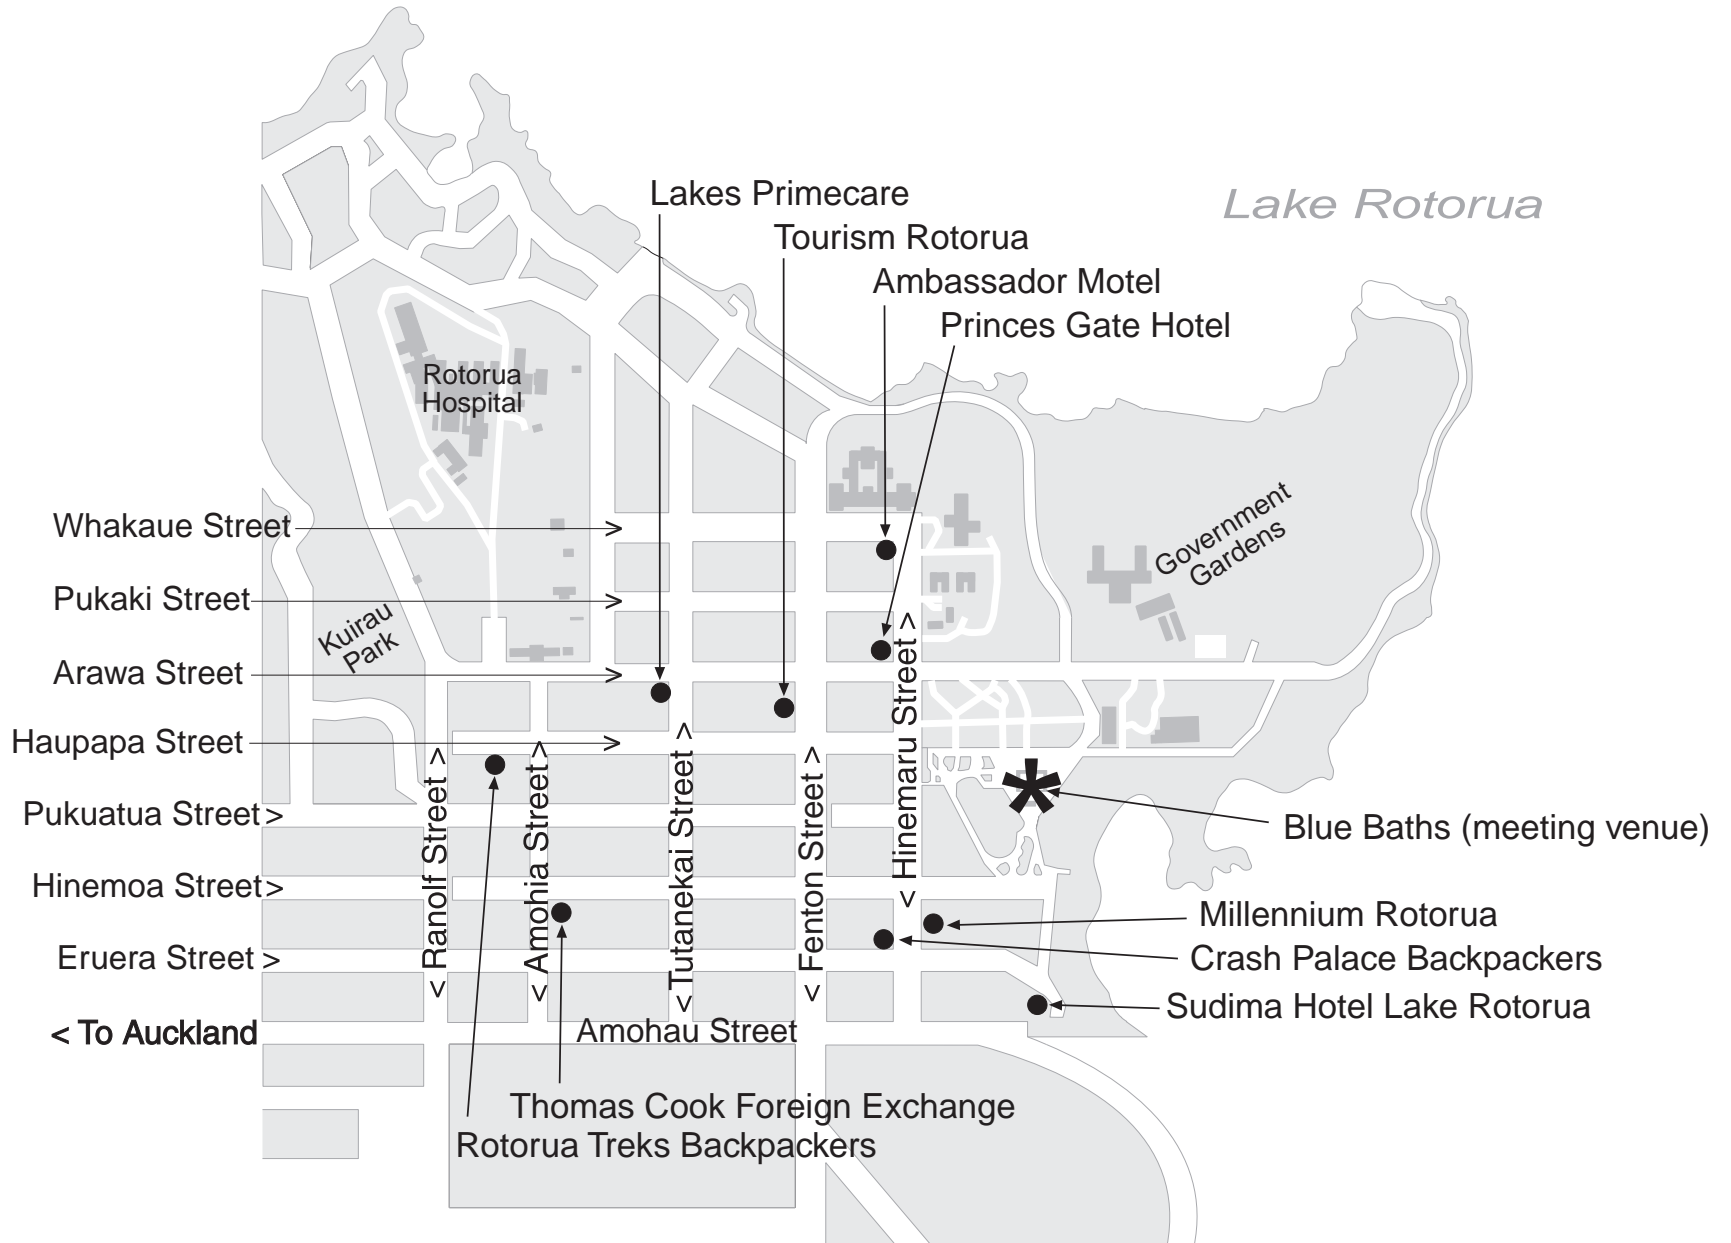 Lakes Primecare
Lake Rotorua
Tourism Rotorua
Ambassador Motel
Princes Gate Hotel
Rotorua
Hospital
Government
Gardens
Whakaue Street >
Pukaki Street >
Kuirau
Park
Arawa Street >
Haupapa Street >
Pukuatua Street >
Hinemoa Street >
Eruera Street >
< To Auckland
< Ranolf Street >
< Amohia Street >
< Tutanekai Street >
< Fenton Street >
< Hinemaru Street >
Blue Baths (meeting venue)
Millennium Rotorua
Crash Palace Backpackers
Sudima Hotel Lake Rotorua
Amohau Street
Thomas Cook Foreign Exchange
Rotorua Treks Backpackers